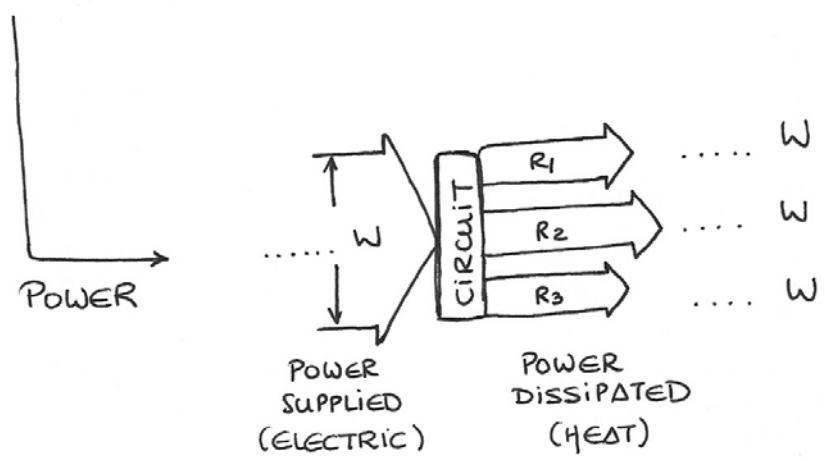 R1
..... W
R2
.... W
R3
.... W
...... W
CIRCUIT
POWER
POWER
SUPPLIED
(ELECTRIC)
POWER
DISSIPATED
(HEAT)